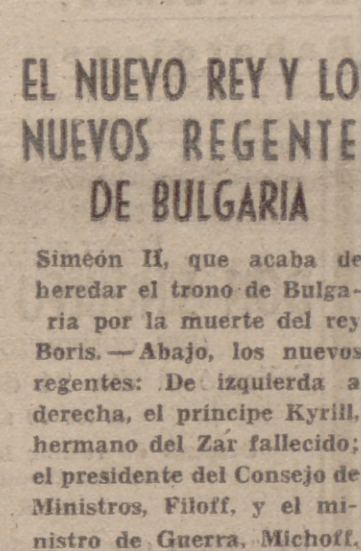 EL NUEVO REY Y LO
NUEVOS REGENTE
DE BULGARIA
Simeón II, que acaba de
heredar el trono de Bulga-
ria por la muerte del rey
Boris. — Abajo, los nuevos
regentes: De izquierda a
derecha, el príncipe Kyrill,
hermano del Zar fallecido;
el presidente del Consejo de
Ministros, Filoff, y el mi-
nistro de Guerra, Michoff.